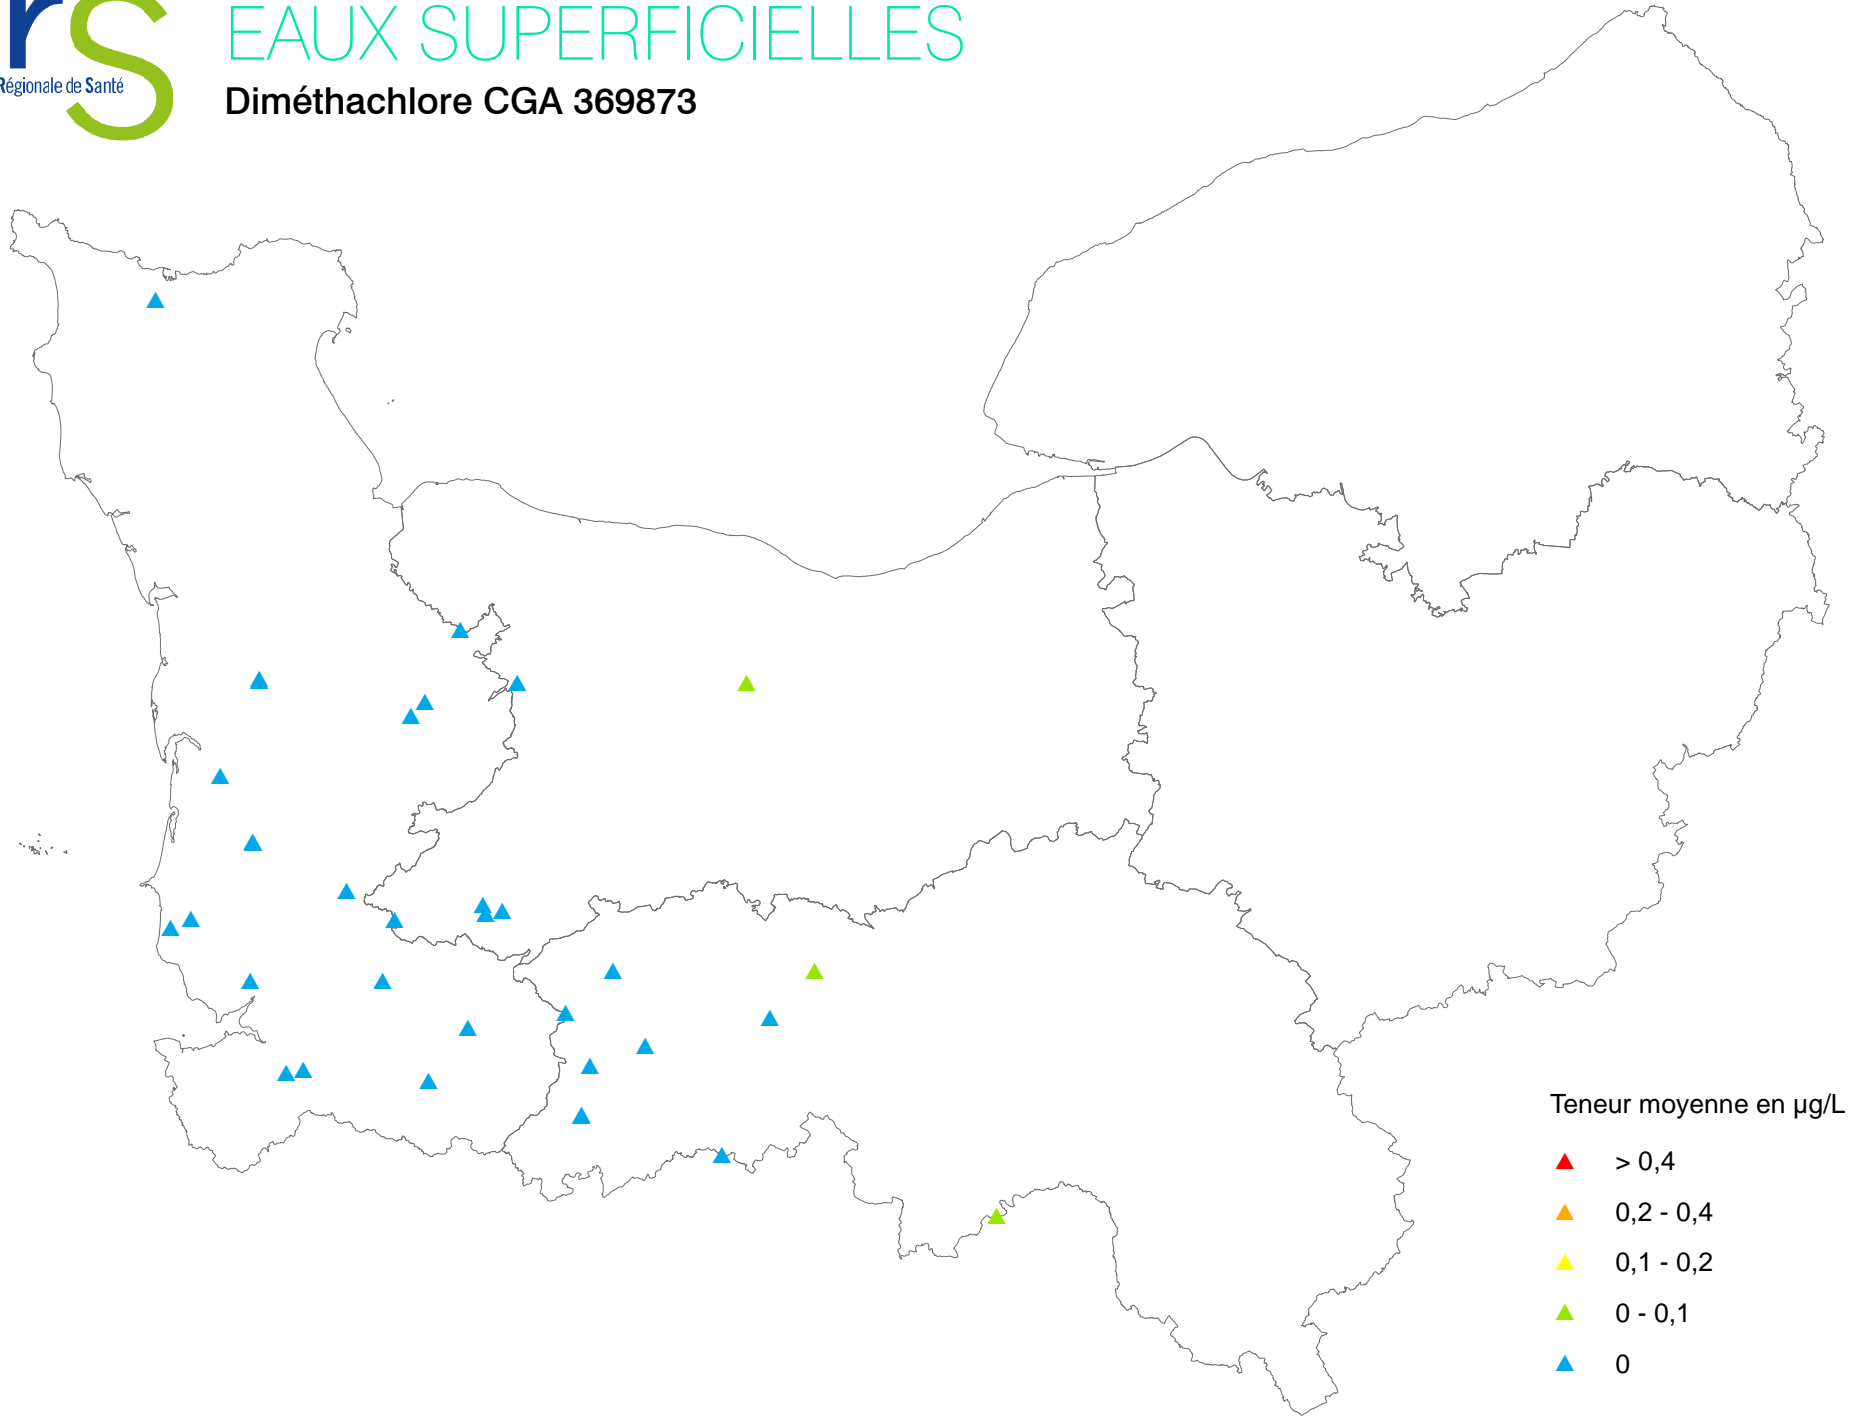 rS
EAUX SUPERFICIELLES
Régionale de Santé
Diméthachlore CGA 369873
Teneur moyenne en µg/L
> 0,4
0,2 - 0,4
0,1 - 0,2
0 - 0,1
0